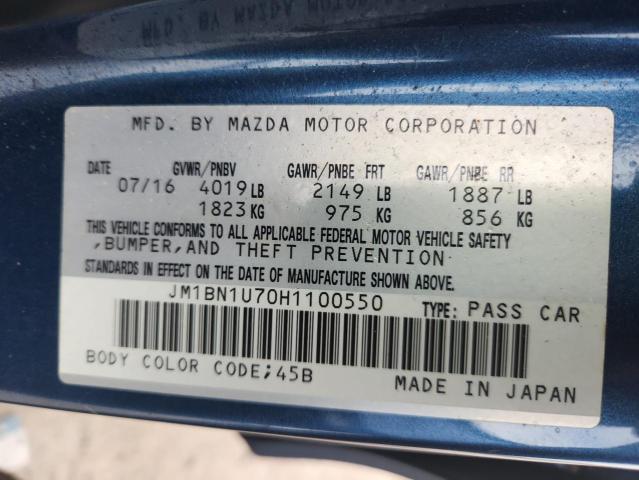 MFD. BY MAZDA MOTOR CORPORATION
DATE GVWR/PNBV GAWR/PNBE FRT GAWR/PNBE RR
07/16 4019 LB 2149 LB 1887 LB
1823 KG 975 KG 856 KG
THIS VEHICLE CONFORMS TO ALL APPLICABLE FEDERAL MOTOR VEHICLE SAFETY
,BUMPER,AND THEFT PREVENTION
STANDARDS IN EFFECT ON THE DATE OF MANUFACTURE SHOWN ABOVE.
JM1BN1U70H1100550 TYPE: PASS CAR
BODY COLOR CODE;45B
MADE IN JAPAN